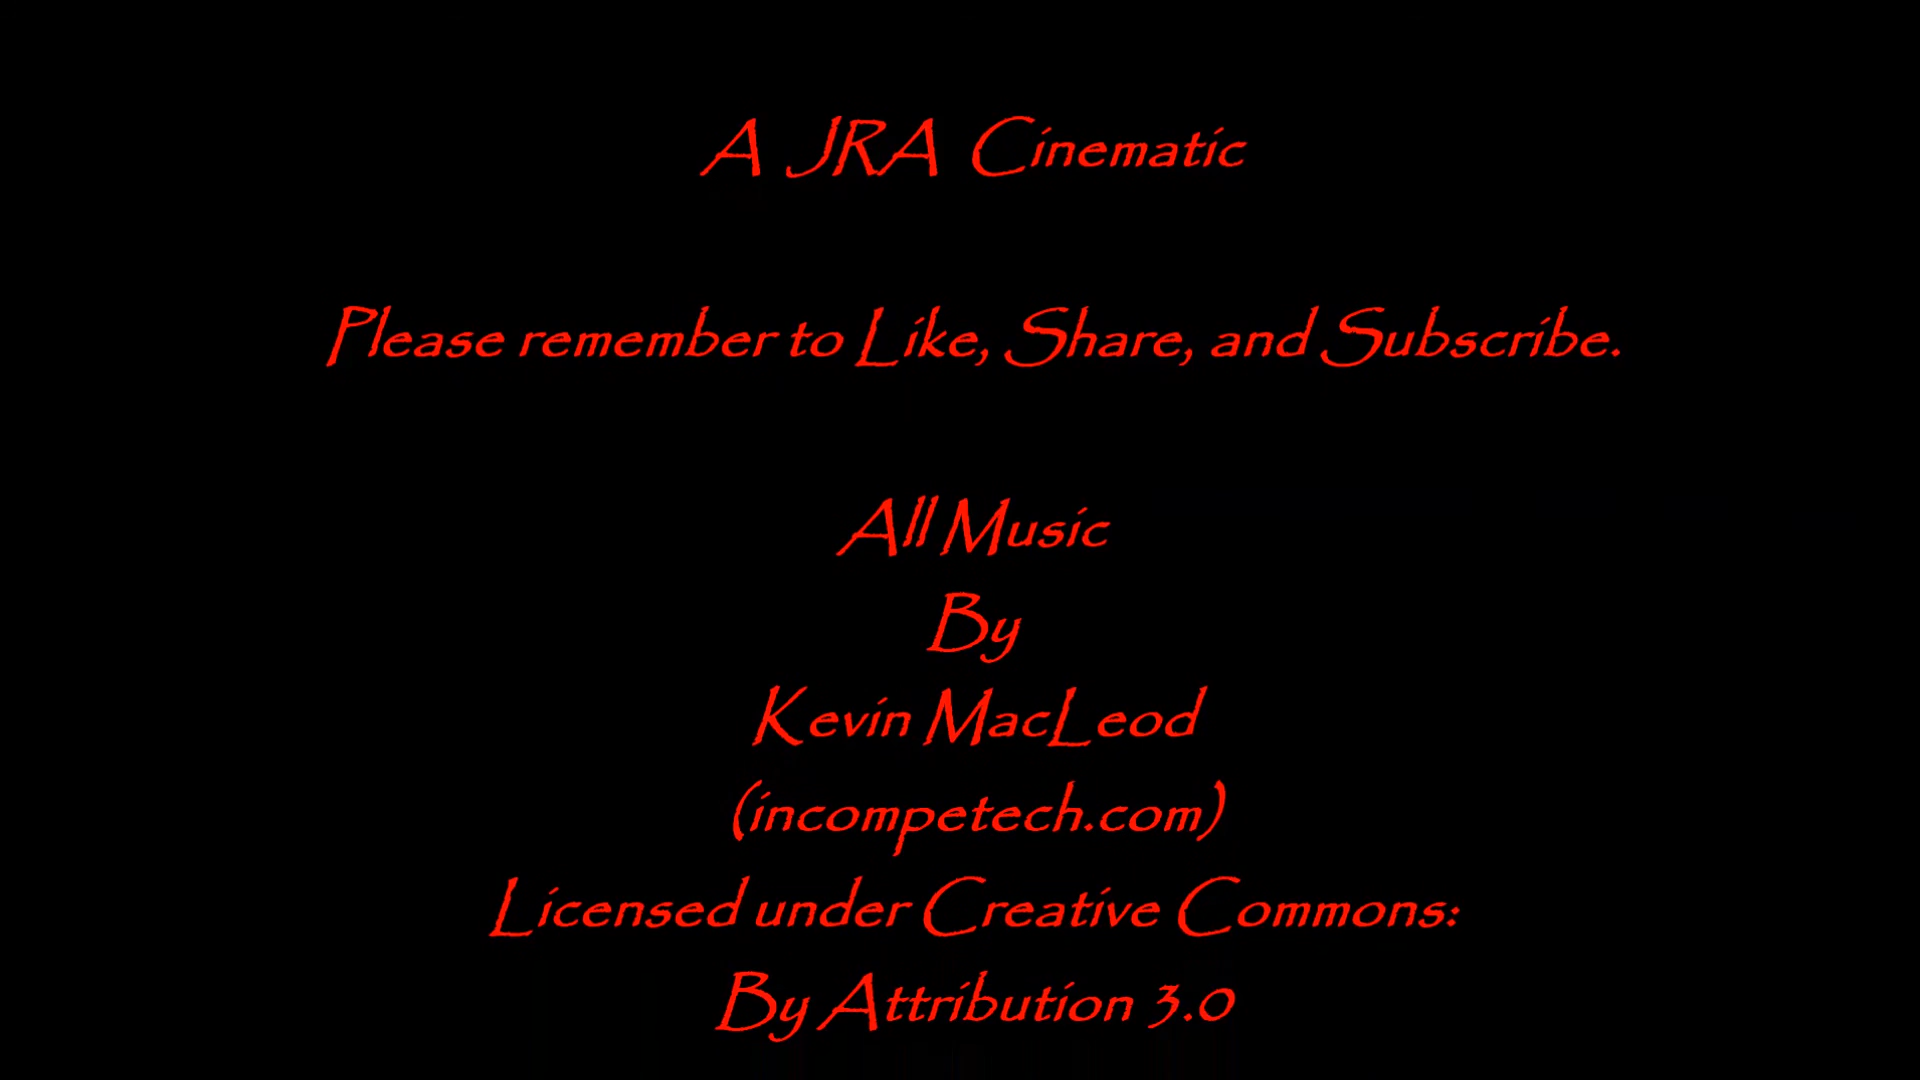 A JRA Cinematic
Please remember to Like, Share, and Subscribe.
All Music
By
Kevin MacLeod
(incompetech.com)
Licensed under Creative Commons:
By Attribution 3.0